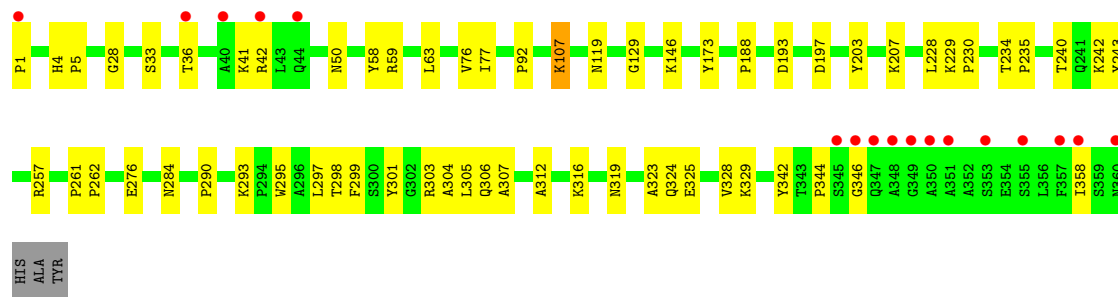 P1 H4 P5 G28 S33 T36 A40 K41 R42 L43 Q44 N50 Y58 R59 L63 V76 I77 P92 K107 N119 G129 K146 Y173 P188 D193 D197 Y203 K207 L228 K229 P230 T234 P235 T240 Q241 K242
R257 P261 P262 E276 N284 P290 K293 P294 W295 A296 L297 T298 F299 S300 Y301 G302 R303 A304 L305 Q306 A307 A312 K316 N319 A323 Q324 E325 V328 K329 Y342 T343 P344 S345 G346 Q347 A348 G349 A350 A351 A352 S353 E354 S355 L356 F357 I358 S359 N360
HIS ALA TYR